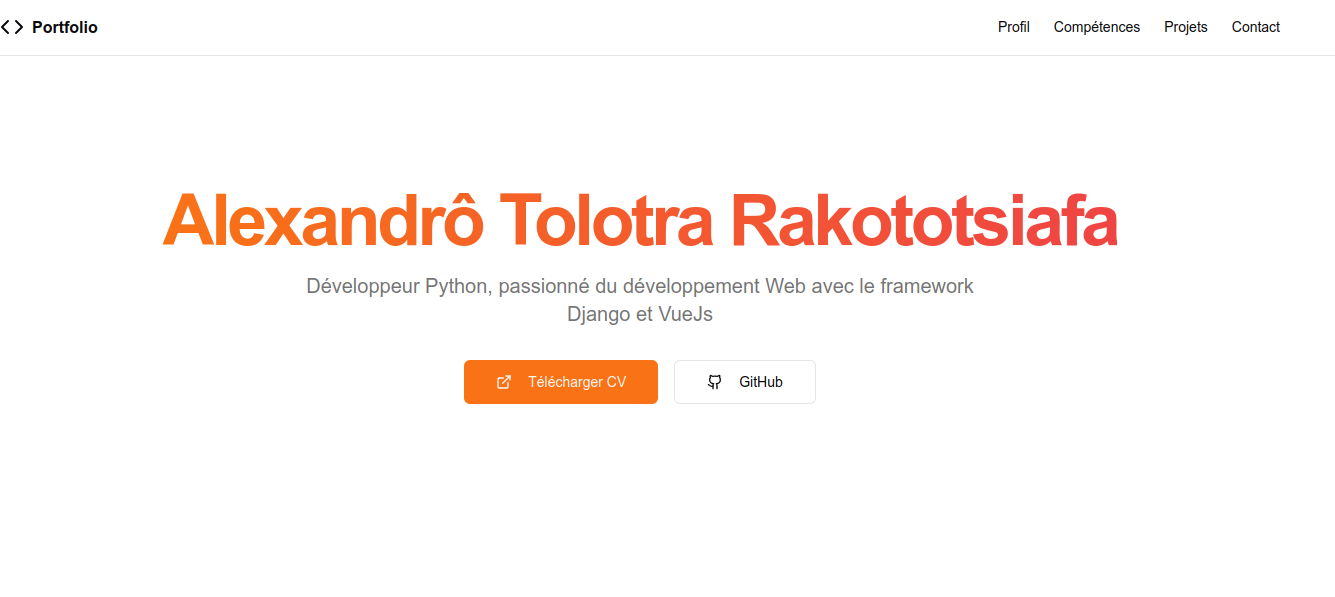 Portfolio
Profil Compétences Projets Contact
Alexandrô Tolotra Rakototsiafa
Développeur Python, passionné du développement Web avec le framework
Django et VueJs
Télécharger CV
GitHub